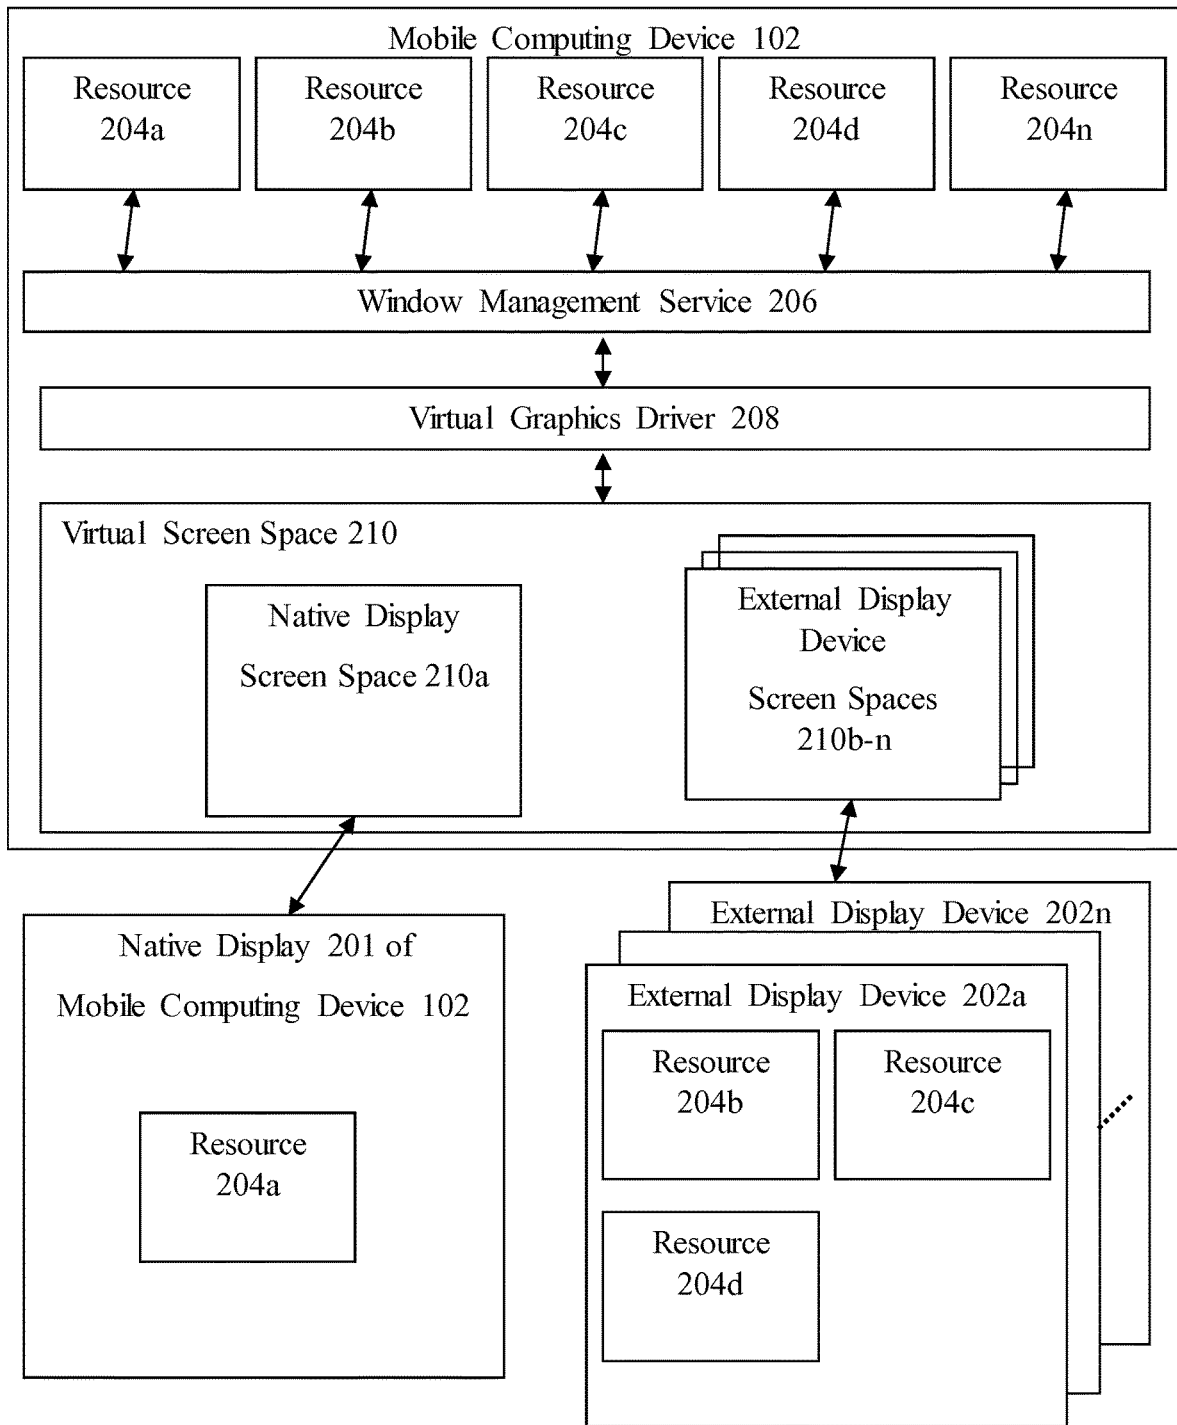 Mobile Computing Device 102
Resource
204a
Resource
204b
Resource
204c
Resource
204d
Resource
204n
Window Management Service 206
Virtual Graphics Driver 208
Virtual Screen Space 210
Native Display
Screen Space 210a
External Display
Device
Screen Spaces
210b-n
Native Display 201 of
Mobile Computing Device 102
Resource
204a
External Display Device 202n
External Display Device 202a
Resource
204b
Resource
204c
Resource
204d